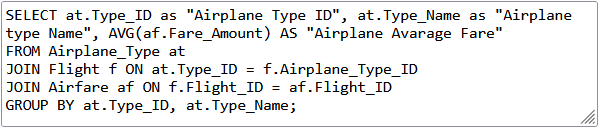 SELECT at.Type_ID as "Airplane Type ID", at.Type_Name as "Airplane
type Name", AVG(af.Fare_Amount) AS "Airplane Avarage Fare"
FROM Airplane_Type at
JOIN Flight f ON at.Type_ID = f.Airplane_Type_ID
JOIN Airfare af ON f.Flight_ID = af.Flight_ID
GROUP BY at.Type_ID, at.Type_Name;